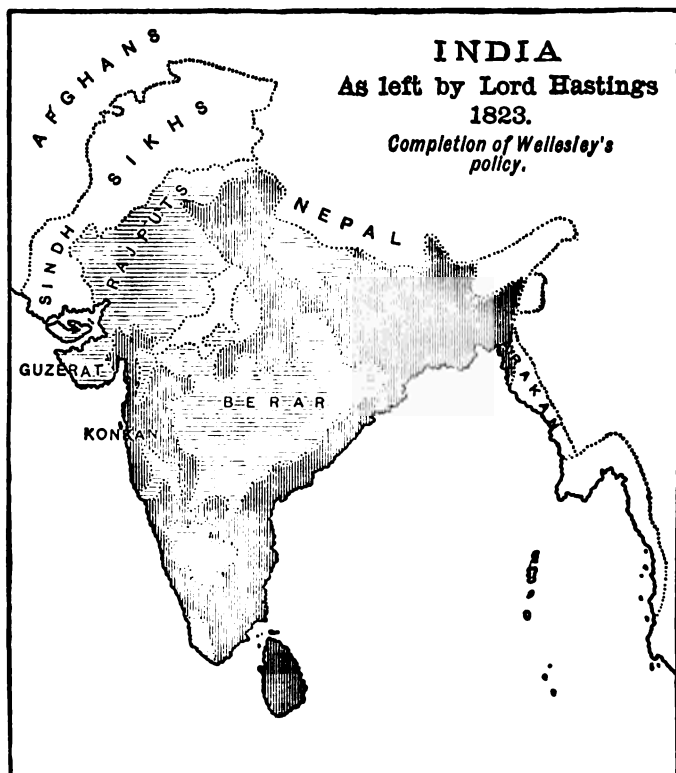 INDIA
As left by Lord Hastings
1823.
Completion of Wellesley's
policy.
AFGHANS
SIKHS
RAJPUTS
SINDH
NEPAL
GUZERAT
BERAR
KONKAN
RAKAN